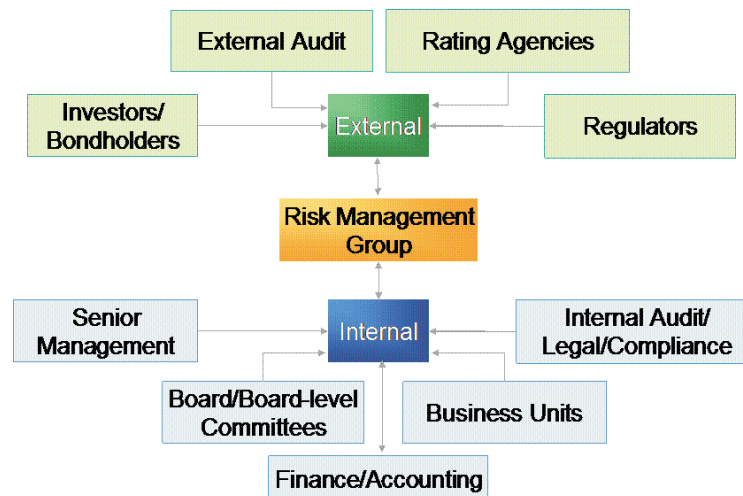 External Audit
Rating Agencies
Investors/
Bondholders
External
Regulators
Risk Management
Group
Senior
Management
Internal
Internal Audit/
Legal/Compliance
Board/Board-level
Committees
Business Units
Finance/Accounting